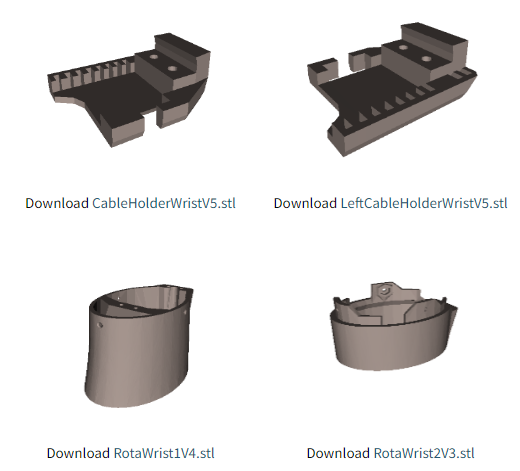 Download CableHolderWristV5.stl
Download LeftCableHolderWristV5.stl
Download RotaWrist1V4.stl
Download RotaWrist2V3.stl